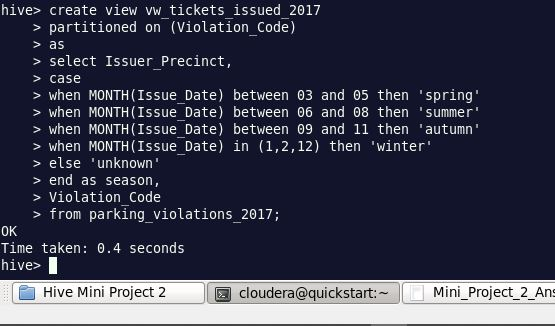 hive> create view vw_tickets_issued_2017
    > partitioned on (Violation_Code)
    > as
    > select Issuer_Precinct,
    > case
    > when MONTH(Issue_Date) between 03 and 05 then 'spring'
    > when MONTH(Issue_Date) between 06 and 08 then 'summer'
    > when MONTH(Issue_Date) between 09 and 11 then 'autumn'
    > when MONTH(Issue_Date) in (1,2,12) then 'winter'
    > else 'unknown'
    > end as season,
    > Violation_Code
    > from parking_violations_2017;
OK
Time taken: 0.4 seconds
hive>
Hive Mini Project 2 cloudera@quickstart:~ Mini_Project_2_Ans